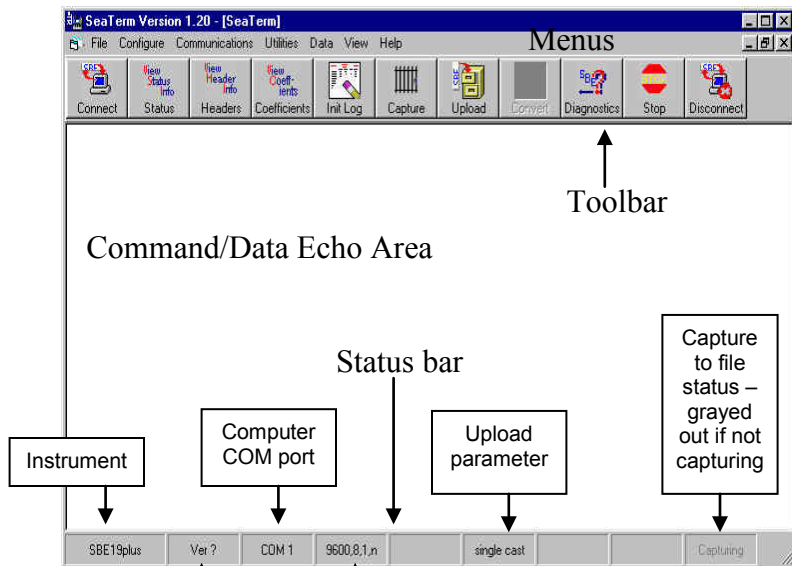 SeaTerm Version 1.20 - [SeaTerm]
File Configure Communications Utilities Data View Help
Menus
Connect
View Status Info
Status
View Header Info
Headers
View Coeff-icients
Coefficients
Init Log
Capture
Upload
Convert
Diagnostics
Stop
Disconnect
Toolbar
Command/Data Echo Area
Status bar
Instrument
Computer
COM port
Upload
parameter
Capture
to file
status –
grayed
out if not
capturing
SBE19plus Ver ? COM 1 9600,8,1,n single cast Capturing